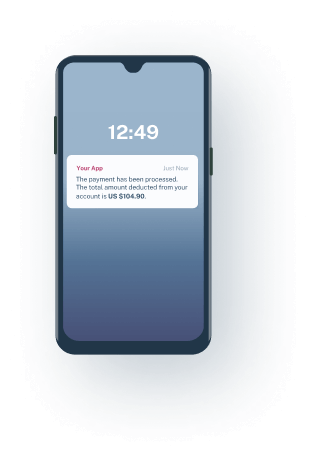 12:49
Your App Just Now
The payment has been processed.
The total amount deducted from your
account is US $104.90.